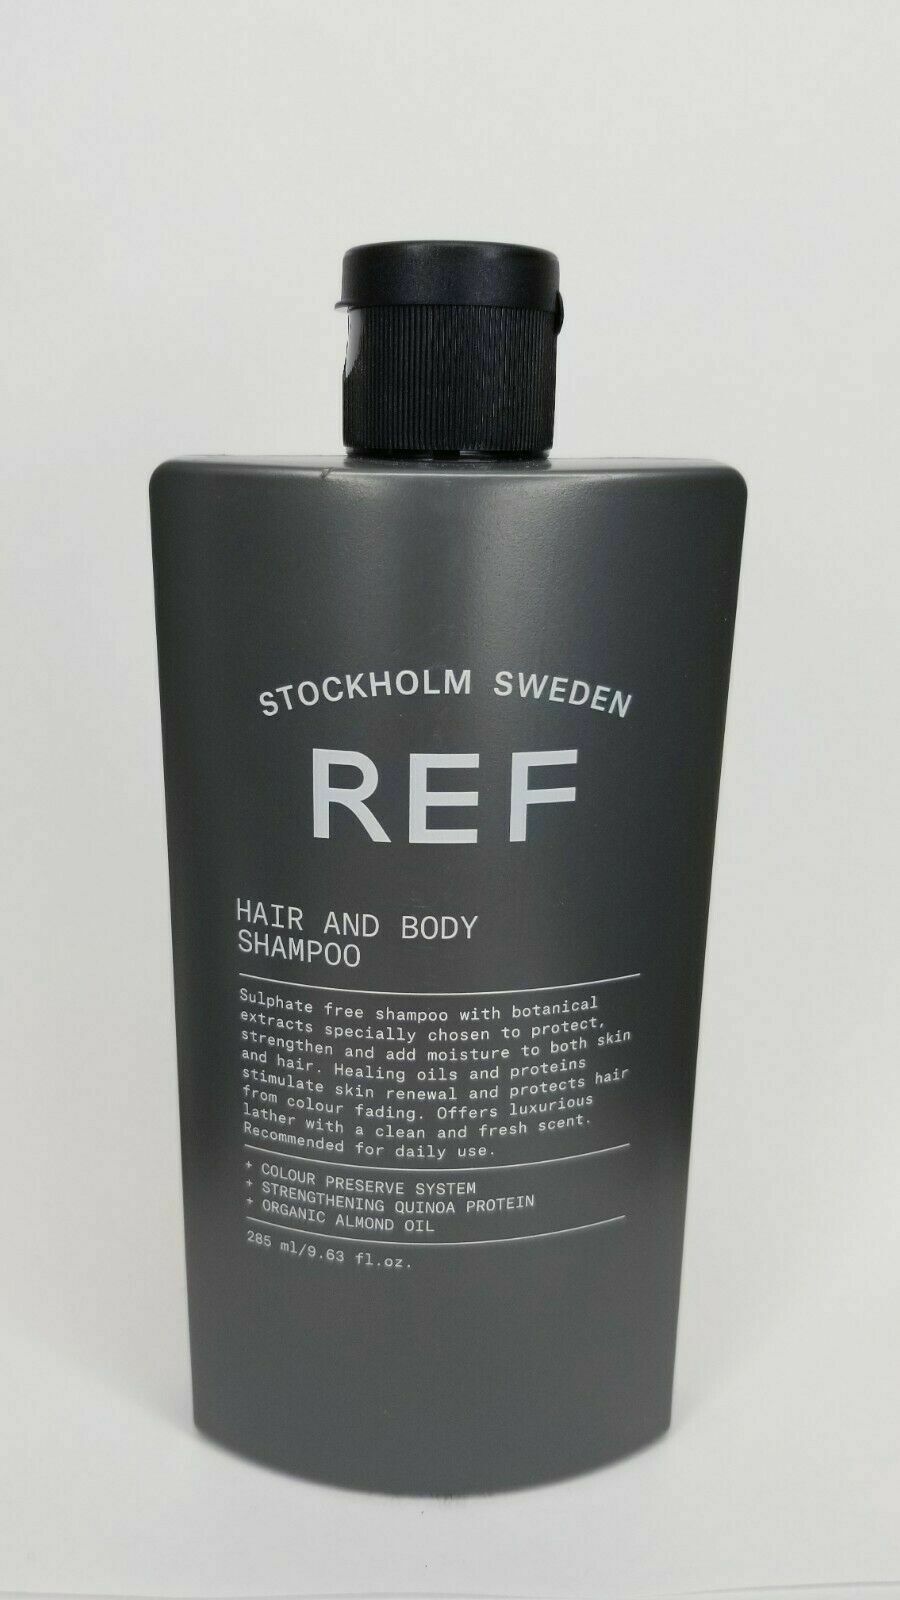 STOCKHOLM SWEDEN
REF
HAIR AND BODY
SHAMPOO
Sulphate free shampoo with botanical
extracts specially chosen to protect,
strengthen and add moisture to both skin
and hair. Healing oils and proteins
stimulate skin renewal and protects hair
from colour fading. Offers luxurious
lather with a clean and fresh scent.
Recommended for daily use.
+ COLOUR PRESERVE SYSTEM
+ STRENGTHENING QUINOA PROTEIN
+ ORGANIC ALMOND OIL
285 ml/9.63 fl.oz.